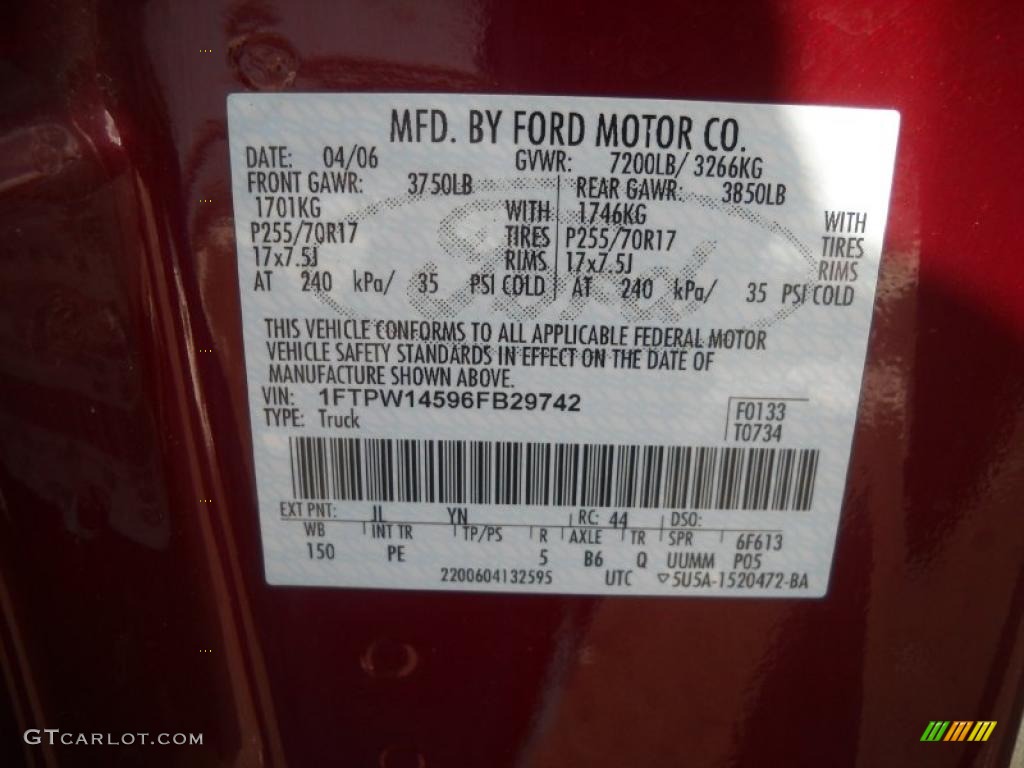 MFD. BY FORD MOTOR CO.
DATE: 04/06 GVWR: 7200LB/ 3266KG
FRONT GAWR: 3750LB REAR GAWR: 3850LB
1701KG WITH 1746KG WITH
P255/70R17 TIRES P255/70R17 TIRES
17x7.5J RIMS 17x7.5J RIMS
AT 240 kPa/ 35 PSI COLD AT 240 kPa/ 35 PSI COLD
Ford
THIS VEHICLE CONFORMS TO ALL APPLICABLE FEDERAL MOTOR
VEHICLE SAFETY STANDARDS IN EFFECT ON THE DATE OF
MANUFACTURE SHOWN ABOVE.
VIN: 1FTPW14596FB29742 F0133
TYPE: Truck T0734
EXT PNT: JL YN RC: 44 DSO:
WB INT TR TP/PS R AXLE TR SPR 6F613
150 PE 5 B6 Q UUMM P05
2200604132595 UTC 5U5A-1520472-BA
GTCARLOT.COM